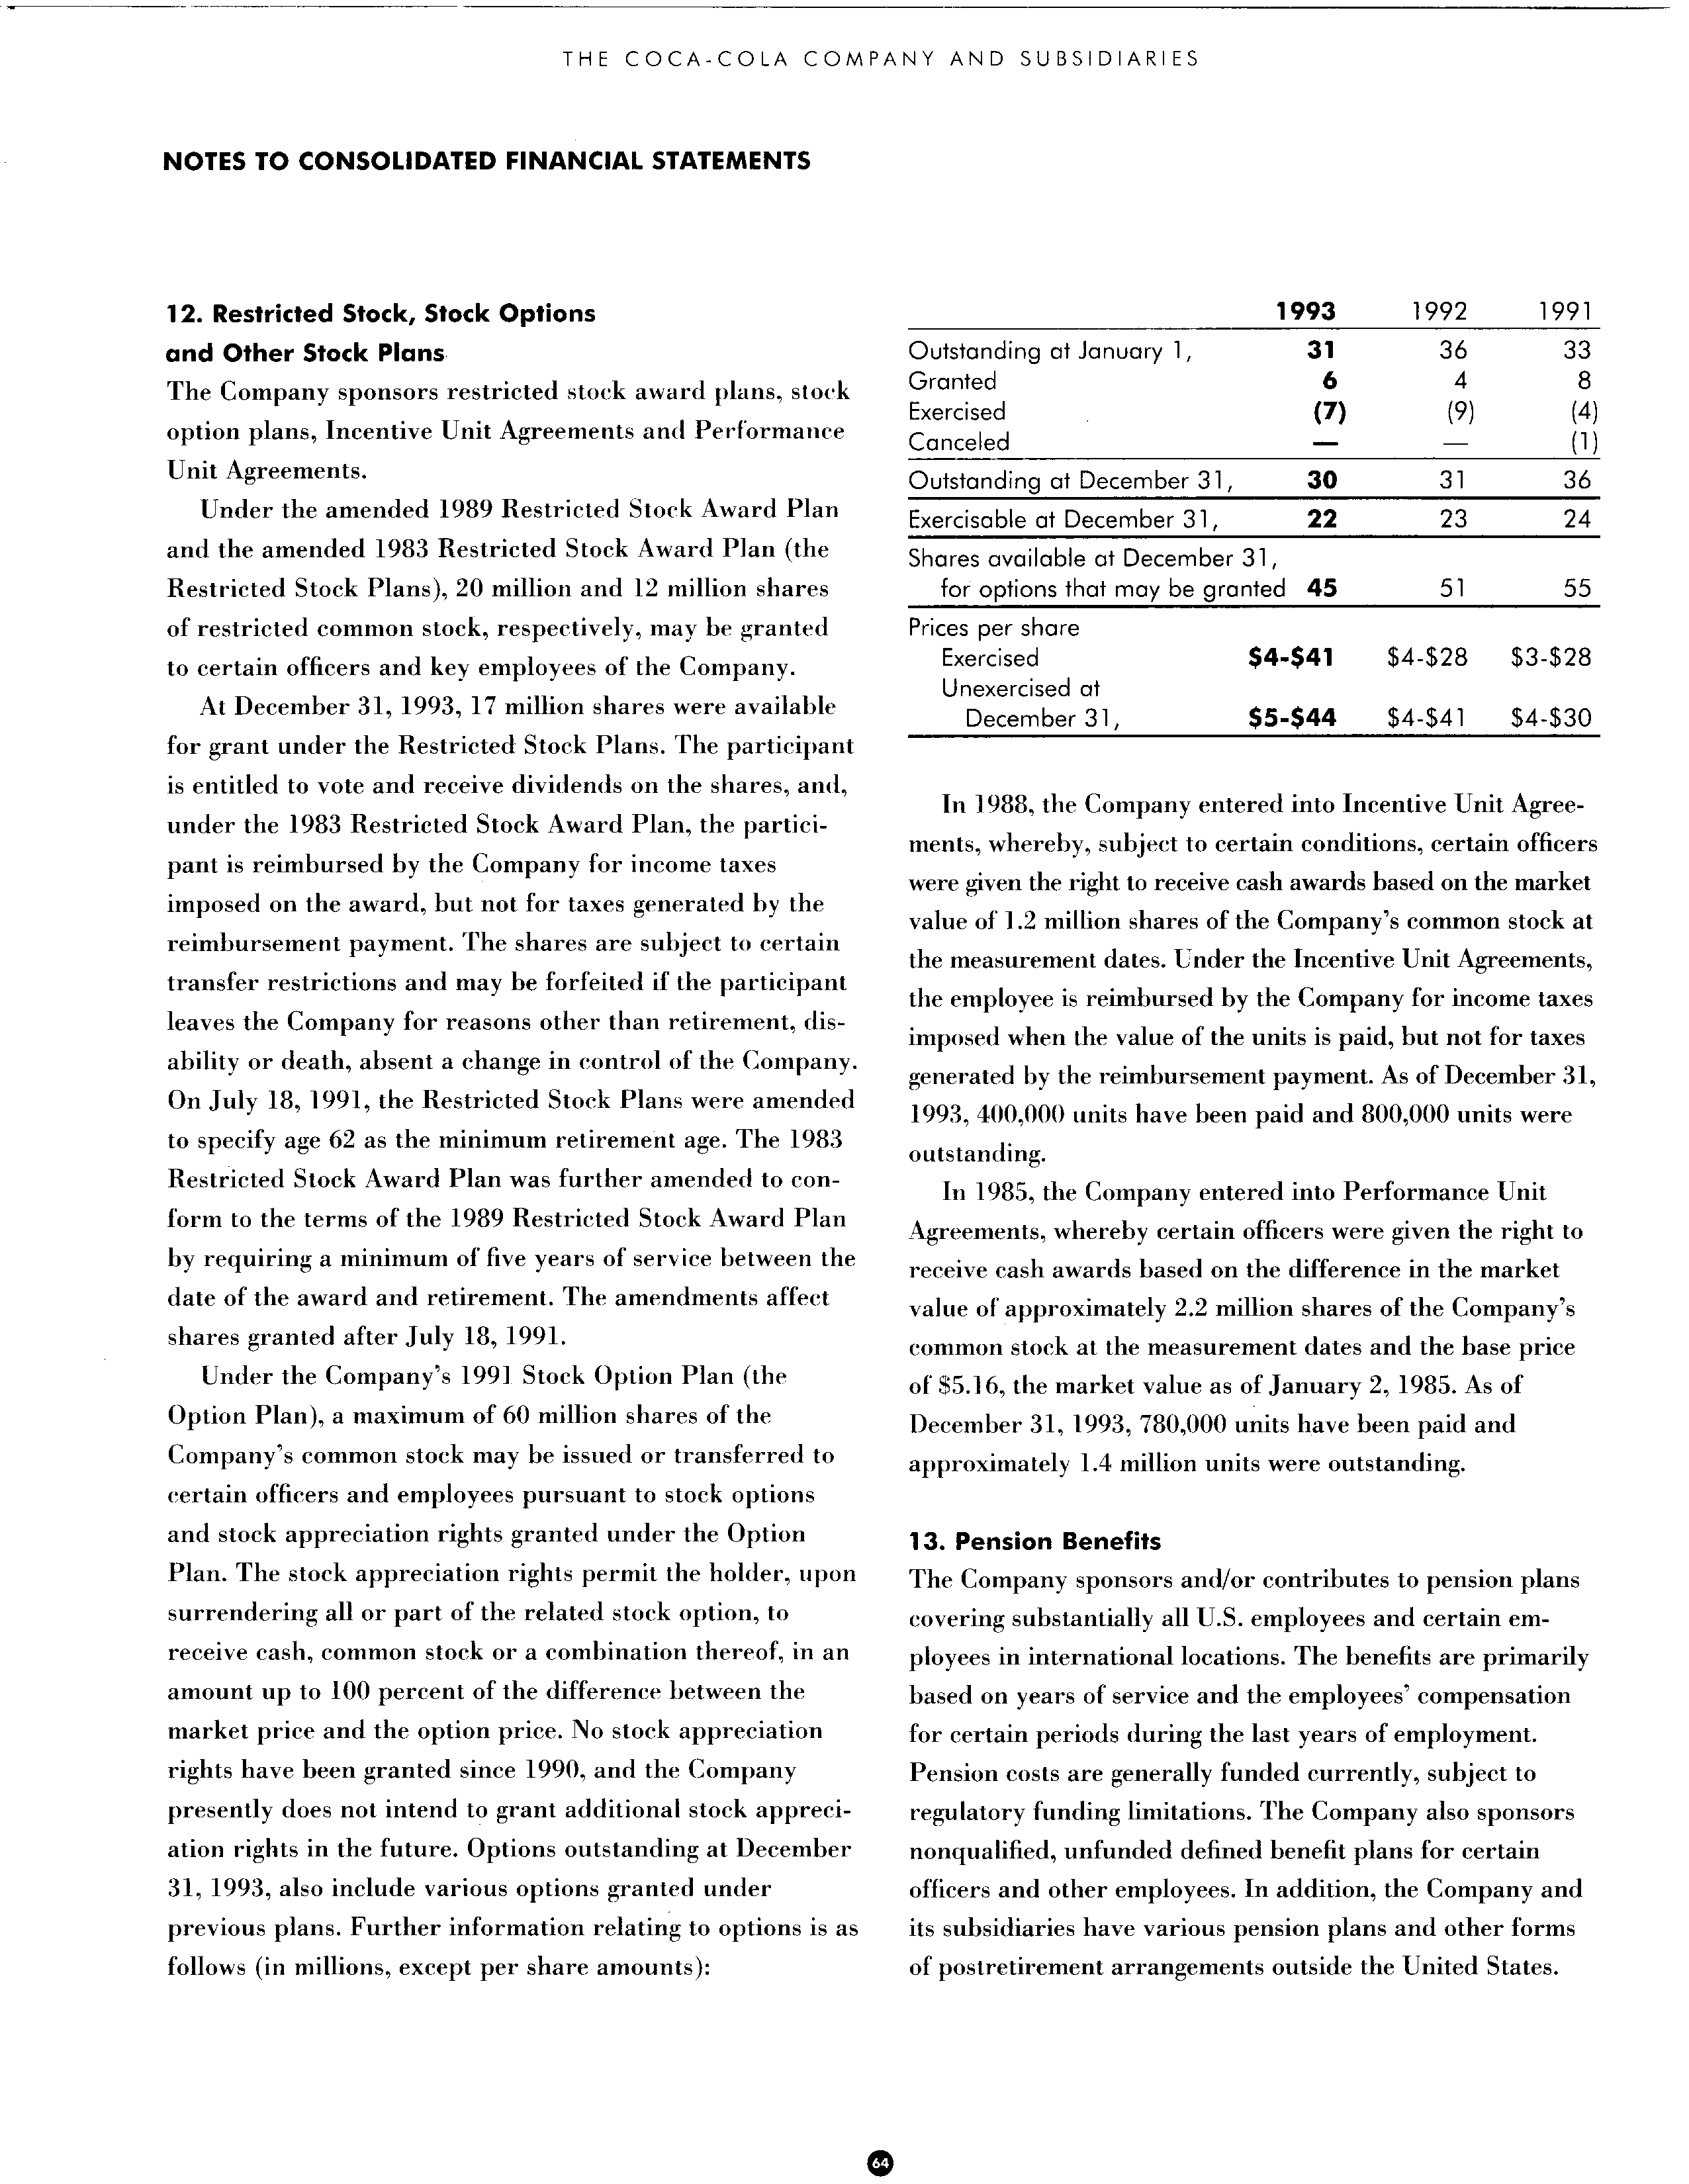 THE COCA-COLA COMPANY AND SUBSIDIARIES
NOTES TO CONSOLIDATED FINANCIAL STATEMENTS
12. Restricted Stock, Stock Options
and Other Stock Plans
The Company sponsors restricted stock award plans, stock
option plans, Incentive Unit Agreements and Performance
Unit Agreements.
Under the amended 1989 Restricted Stock Award Plan
and the amended 1983 Restricted Stock Award Plan (the
Restricted Stock Plans), 20 million and 12 million shares
of restricted common stock, respectively, may be granted
to certain officers and key employees of the Company.
At December 31, 1993, 17 million shares were available
for grant under the Restricted Stock Plans. The participant
is entitled to vote and receive dividends on the shares, and,
under the 1983 Restricted Stock Award Plan, the partici-
pant is reimbursed by the Company for income taxes
imposed on the award, but not for taxes generated by the
reimbursement payment. The shares are subject to certain
transfer restrictions and may be forfeited if the participant
leaves the Company for reasons other than retirement, dis-
ability or death, absent a change in control of the Company.
On July 18, 1991, the Restricted Stock Plans were amended
to specify age 62 as the minimum retirement age. The 1983
Restricted Stock Award Plan was further amended to con-
form to the terms of the 1989 Restricted Stock Award Plan
by requiring a minimum of five years of service between the
date of the award and retirement. The amendments affect
shares granted after July 18, 1991.
Under the Company's 1991 Stock Option Plan (the
Option Plan), a maximum of 60 million shares of the
Company's common stock may be issued or transferred to
certain officers and employees pursuant to stock options
and stock appreciation rights granted under the Option
Plan. The stock appreciation rights permit the holder, upon
surrendering all or part of the related stock option, to
receive cash, common stock or a combination thereof, in an
amount up to 100 percent of the difference between the
market price and the option price. No stock appreciation
rights have been granted since 1990, and the Company
presently does not intend to grant additional stock appreci-
ation rights in the future. Options outstanding at December
31, 1993, also include various options granted under
previous plans. Further information relating to options is as
follows (in millions, except per share amounts):
1993 1992 1991
Outstanding at January 1, 31 36 33
Granted 6 4 8
Exercised (7) (9) (4)
Canceled — — (1)
Outstanding at December 31, 30 31 36
Exercisable at December 31, 22 23 24
Shares available at December 31,
for options that may be granted 45 51 55
Prices per share
Exercised $4-$41 $4-$28 $3-$28
Unexercised at
December 31, $5-$44 $4-$41 $4-$30
In 1988, the Company entered into Incentive Unit Agree-
ments, whereby, subject to certain conditions, certain officers
were given the right to receive cash awards based on the market
value of 1.2 million shares of the Company's common stock at
the measurement dates. Under the Incentive Unit Agreements,
the employee is reimbursed by the Company for income taxes
imposed when the value of the units is paid, but not for taxes
generated by the reimbursement payment. As of December 31,
1993, 400,000 units have been paid and 800,000 units were
outstanding.
In 1985, the Company entered into Performance Unit
Agreements, whereby certain officers were given the right to
receive cash awards based on the difference in the market
value of approximately 2.2 million shares of the Company's
common stock at the measurement dates and the base price
of $5.16, the market value as of January 2, 1985. As of
December 31, 1993, 780,000 units have been paid and
approximately 1.4 million units were outstanding.
13. Pension Benefits
The Company sponsors and/or contributes to pension plans
covering substantially all U.S. employees and certain em-
ployees in international locations. The benefits are primarily
based on years of service and the employees' compensation
for certain periods during the last years of employment.
Pension costs are generally funded currently, subject to
regulatory funding limitations. The Company also sponsors
nonqualified, unfunded defined benefit plans for certain
officers and other employees. In addition, the Company and
its subsidiaries have various pension plans and other forms
of postretirement arrangements outside the United States.
64